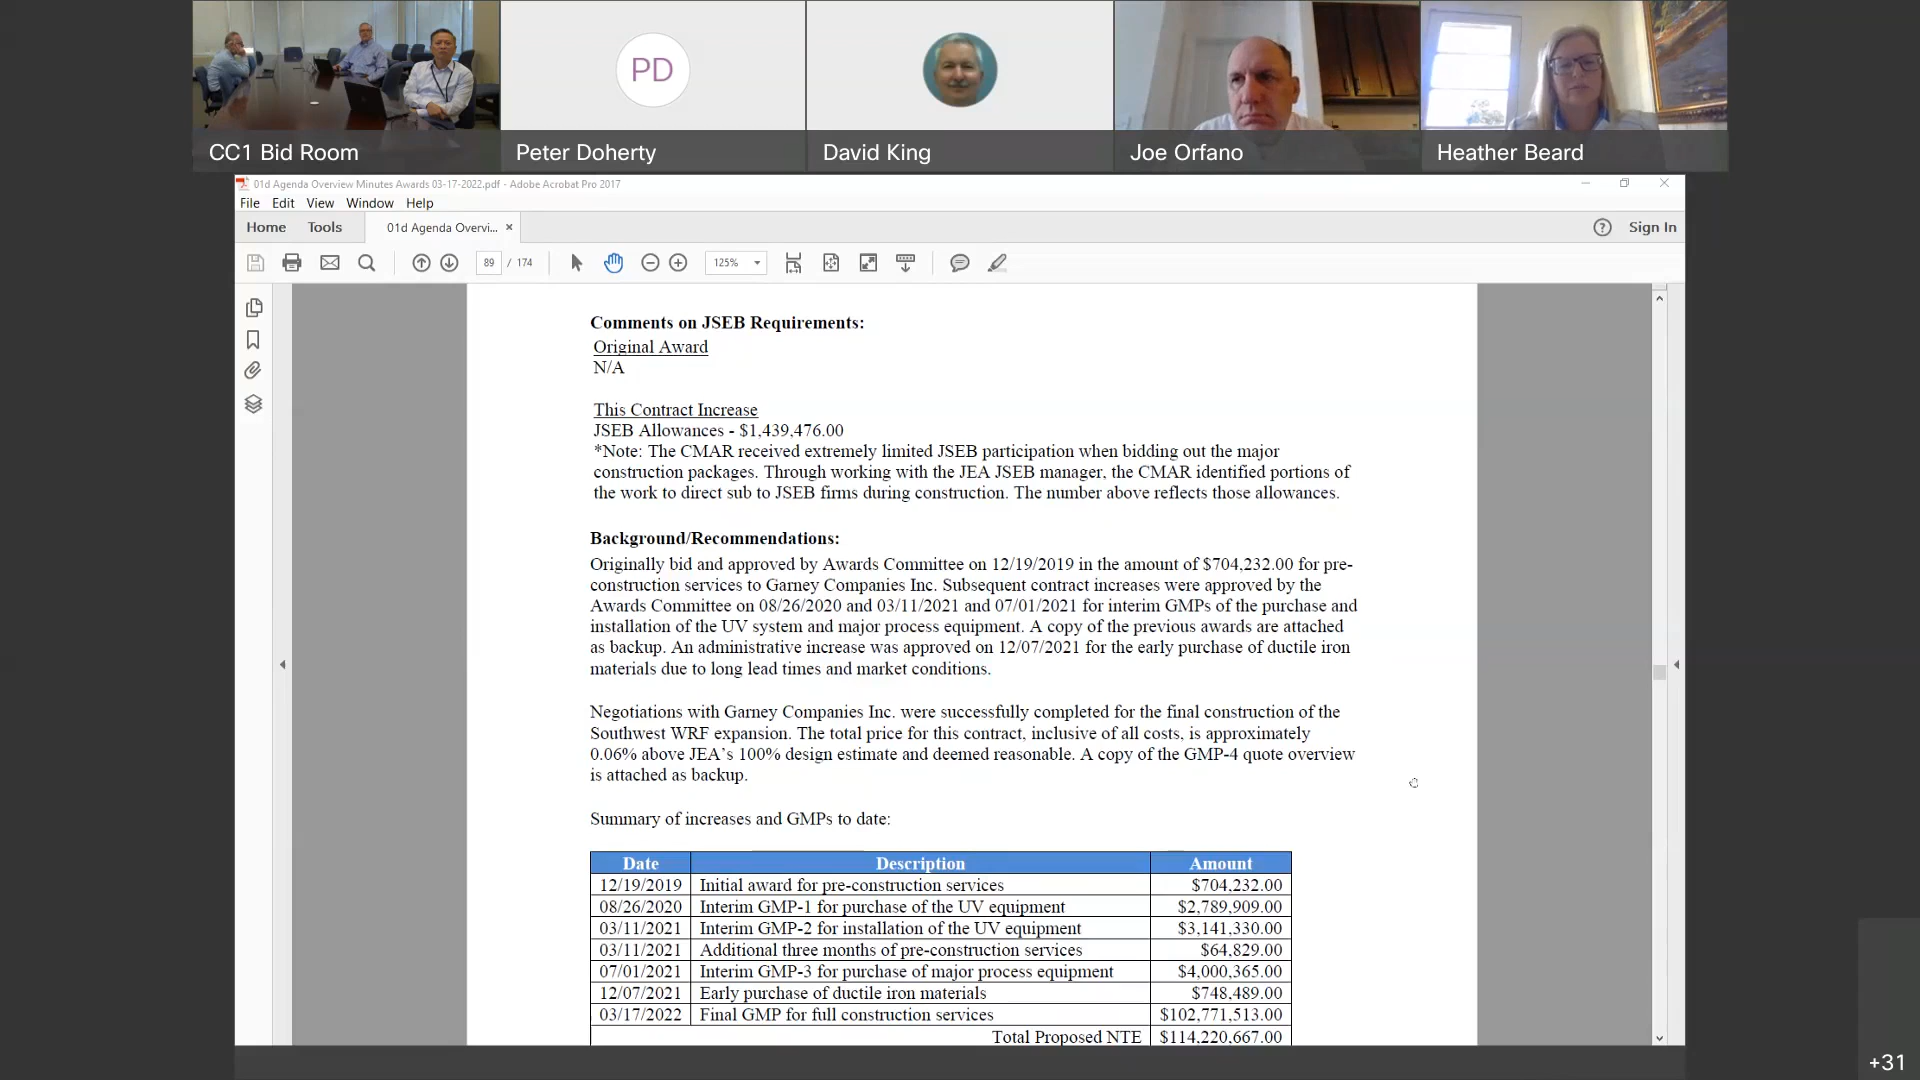 PD
CC1 Bid Room
Peter Doherty
David King
Joe Orfano
Heather Beard
01d Agenda Overview Minutes Awards 03-17-2022.pdf - Adobe Acrobat Pro 2017
File Edit View Window Help
Home Tools 01d Agenda Overvi... × Sign In
89 / 174 125%
Comments on JSEB Requirements:
Original Award
N/A
This Contract Increase
JSEB Allowances - $1,439,476.00
*Note: The CMAR received extremely limited JSEB participation when bidding out the major
construction packages. Through working with the JEA JSEB manager, the CMAR identified portions of
the work to direct sub to JSEB firms during construction. The number above reflects those allowances.
Background/Recommendations:
Originally bid and approved by Awards Committee on 12/19/2019 in the amount of $704,232.00 for pre-
construction services to Garney Companies Inc. Subsequent contract increases were approved by the
Awards Committee on 08/26/2020 and 03/11/2021 and 07/01/2021 for interim GMPs of the purchase and
installation of the UV system and major process equipment. A copy of the previous awards are attached
as backup. An administrative increase was approved on 12/07/2021 for the early purchase of ductile iron
materials due to long lead times and market conditions.
Negotiations with Garney Companies Inc. were successfully completed for the final construction of the
Southwest WRF expansion. The total price for this contract, inclusive of all costs, is approximately
0.06% above JEA's 100% design estimate and deemed reasonable. A copy of the GMP-4 quote overview
is attached as backup.
Summary of increases and GMPs to date:
Date Description Amount
12/19/2019 Initial award for pre-construction services $704,232.00
08/26/2020 Interim GMP-1 for purchase of the UV equipment $2,789,909.00
03/11/2021 Interim GMP-2 for installation of the UV equipment $3,141,330.00
03/11/2021 Additional three months of pre-construction services $64,829.00
07/01/2021 Interim GMP-3 for purchase of major process equipment $4,000,365.00
12/07/2021 Early purchase of ductile iron materials $748,489.00
03/17/2022 Final GMP for full construction services $102,771,513.00
Total Proposed NTE $114,220,667.00
+31